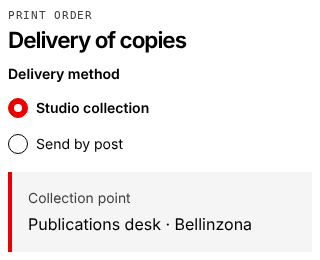 PRINT ORDER
Delivery of copies
Delivery method
Studio collection
Send by post
Collection point
Publications desk · Bellinzona